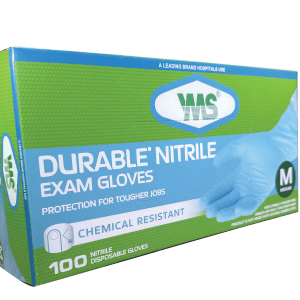 A LEADING BRAND HOSPITALS USE
WS®
DURABLE* NITRILE
EXAM GLOVES
PROTECTION FOR TOUGHER JOBS
CHEMICAL RESISTANT
100 NITRILE
DISPOSABLE GLOVES
M
WS